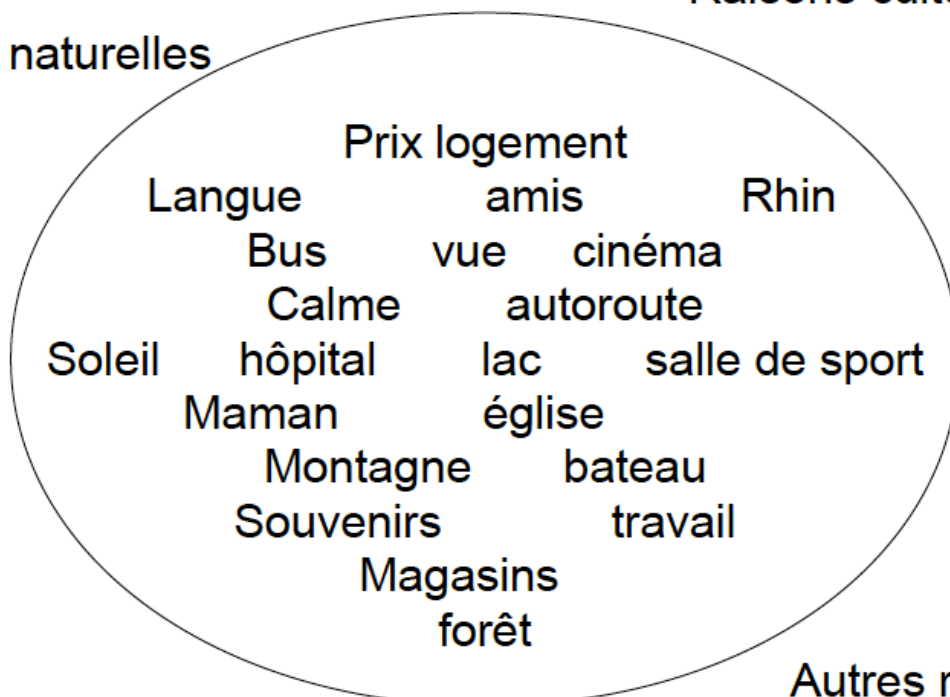 naturelles
Prix logement
Langue amis Rhin
Bus vue cinéma
Calme autoroute
Soleil hôpital lac salle de sport
Maman église
Montagne bateau
Souvenirs travail
Magasins
forêt
Autres